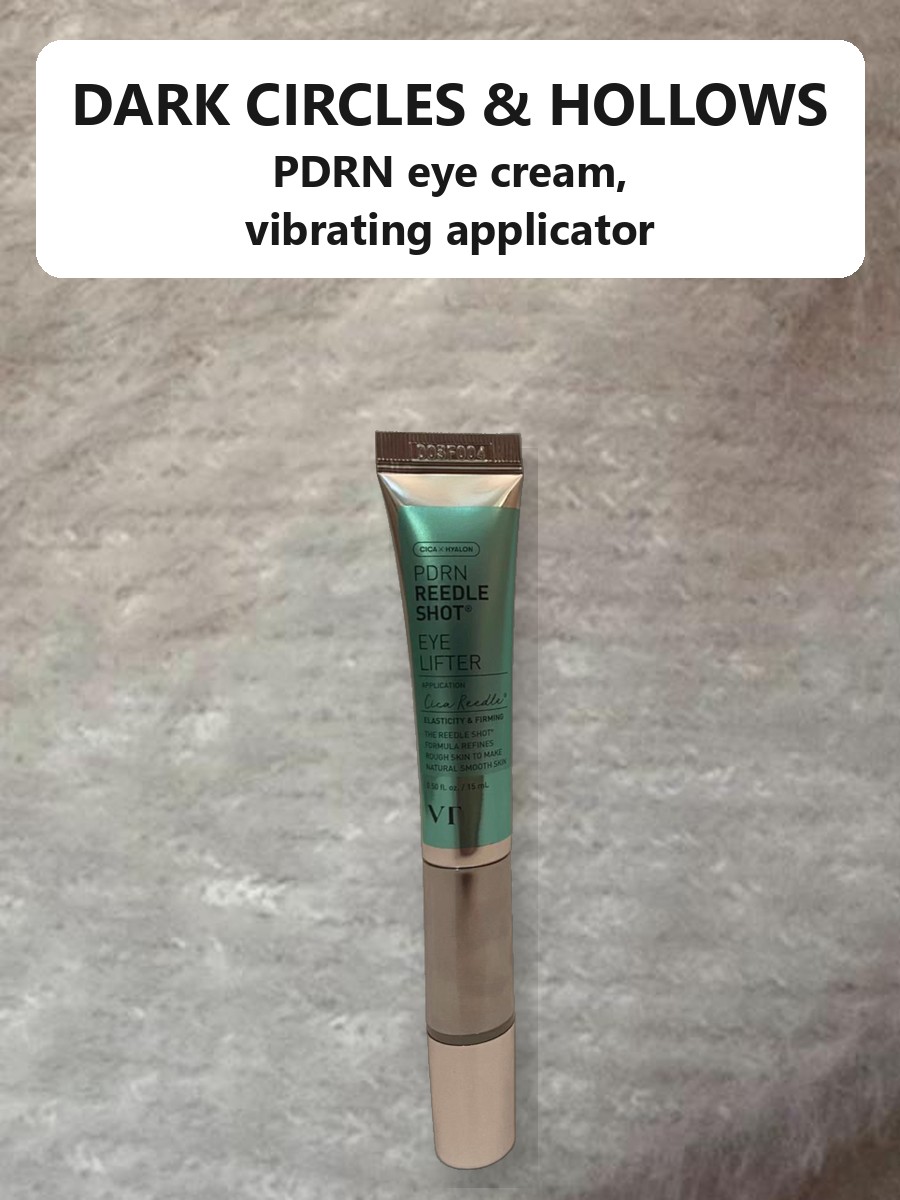 DARK CIRCLES & HOLLOWS
PDRN eye cream,
vibrating applicator
005F004
CICA × HYALON
PDRN
REEDLE
SHOT®
EYE
LIFTER
APPLICATION
Cica Reedle®
ELASTICITY & FIRMING
THE REEDLE SHOT®
FORMULA REFINES
ROUGH SKIN TO MAKE
NATURAL SMOOTH SKIN
0.50 fl. oz. / 15 mL
VT